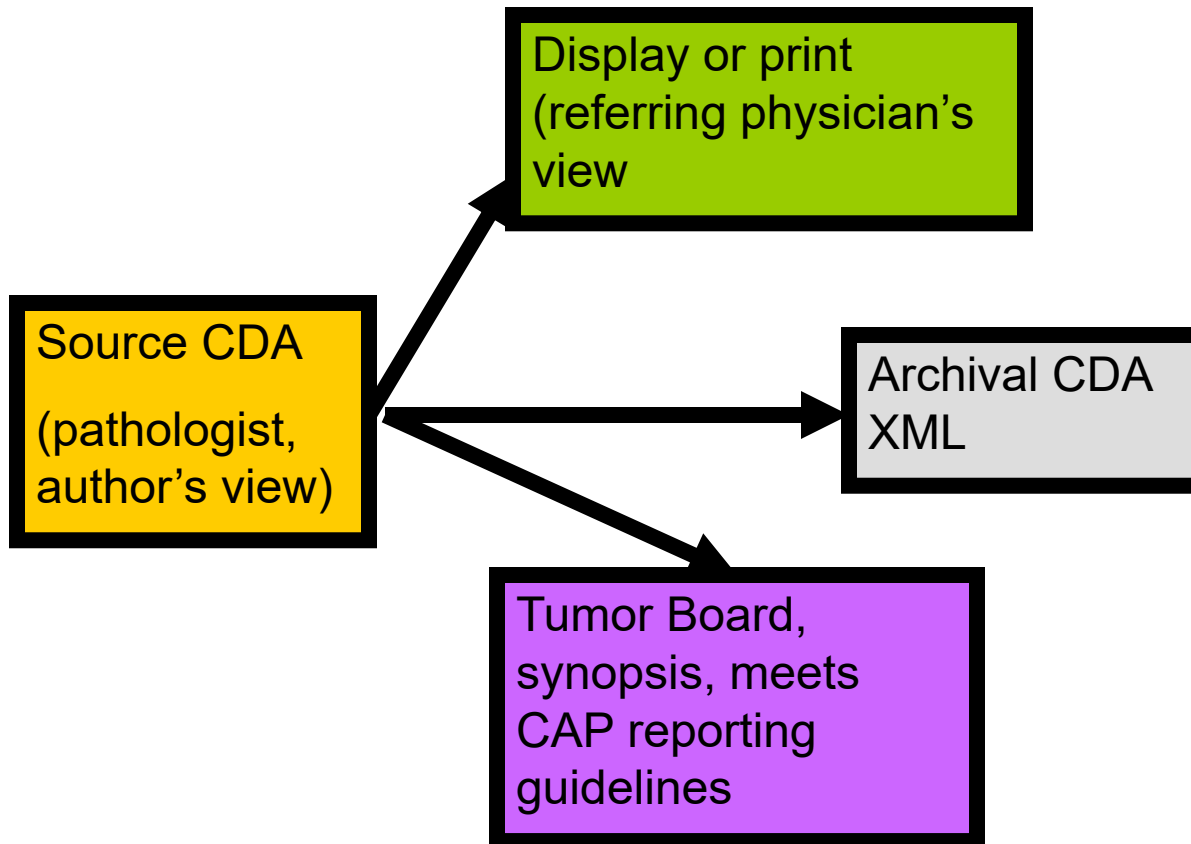 Display or print
(referring physician’s
view
Source CDA
(pathologist,
author’s view)
Archival CDA
XML
Tumor Board,
synopsis, meets
CAP reporting
guidelines